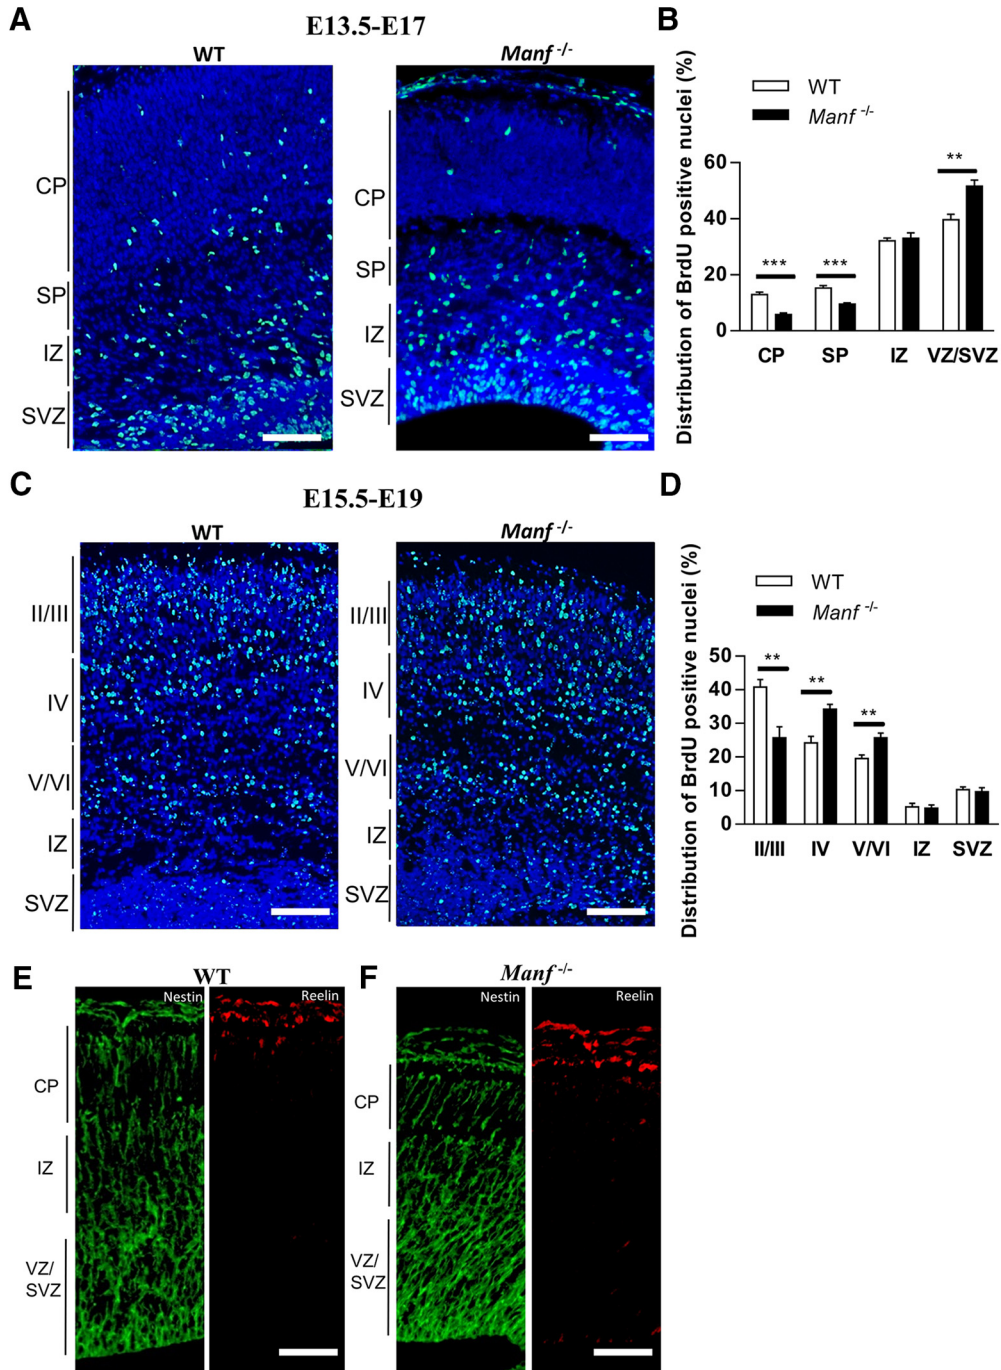 A
E13.5-E17
WT
Manf -/-
CP
SP
IZ
SVZ
CP
SP
IZ
SVZ
B
WT
Manf -/-
Distribution of BrdU positive nuclei (%)
60
40
20
0
***
***
**
CP SP IZ VZ/SVZ
C
E15.5-E19
WT
Manf -/-
II/III
IV
V/VI
IZ
SVZ
II/III
IV
V/VI
IZ
SVZ
D
WT
Manf -/-
Distribution of BrdU positive nuclei (%)
50
40
30
20
10
0
**
**
**
II/III IV V/VI IZ SVZ
E
WT
Nestin
Reelin
CP
IZ
VZ/
SVZ
F
Manf -/-
Nestin
Reelin
CP
IZ
VZ/
SVZ